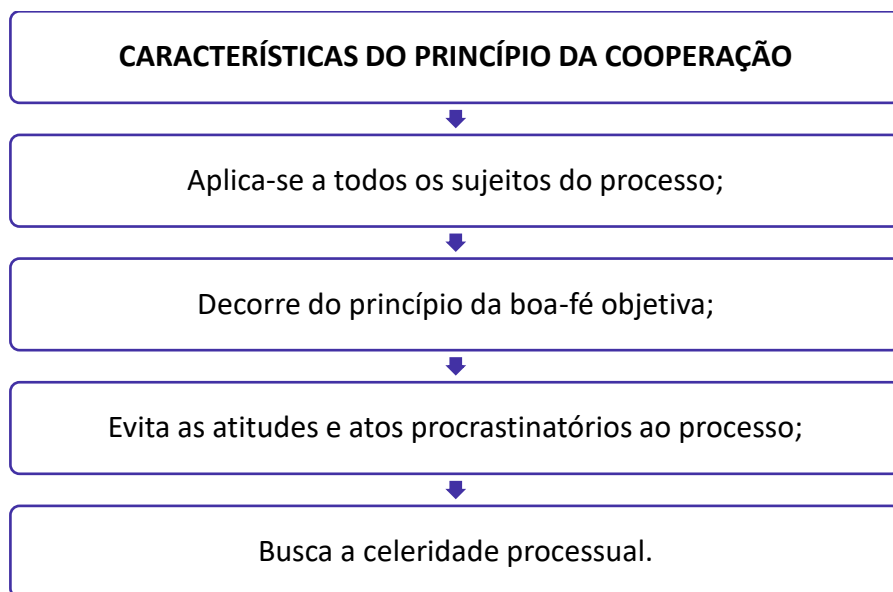 CARACTERÍSTICAS DO PRINCÍPIO DA COOPERAÇÃO
Aplica-se a todos os sujeitos do processo;
Decorre do princípio da boa-fé objetiva;
Evita as atitudes e atos procrastinatórios ao processo;
Busca a celeridade processual.